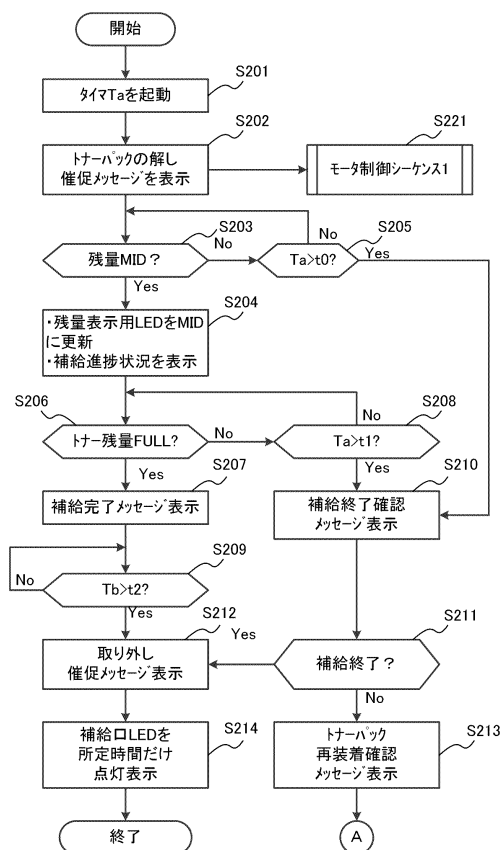 開始
S201
タイマTaを起動
S202
トナーパックの解し
催促メッセージを表示
S221
モータ制御シーケンス1
S203
残量MID？
No
Yes
S205
Ta>t0?
No
Yes
S204
・残量表示用LEDをMID
に更新
・補給進捗状況を表示
S206
トナー残量FULL?
No
Yes
S208
Ta>t1?
No
Yes
S207
補給完了メッセージ表示
S210
補給終了確認
メッセージ表示
S209
Tb>t2?
No
Yes
S212
取り外し
催促メッセージ表示
S211
補給終了？
Yes
No
S214
補給口LEDを
所定時間だけ
点灯表示
S213
トナーパック
再装着確認
メッセージ表示
終了
A